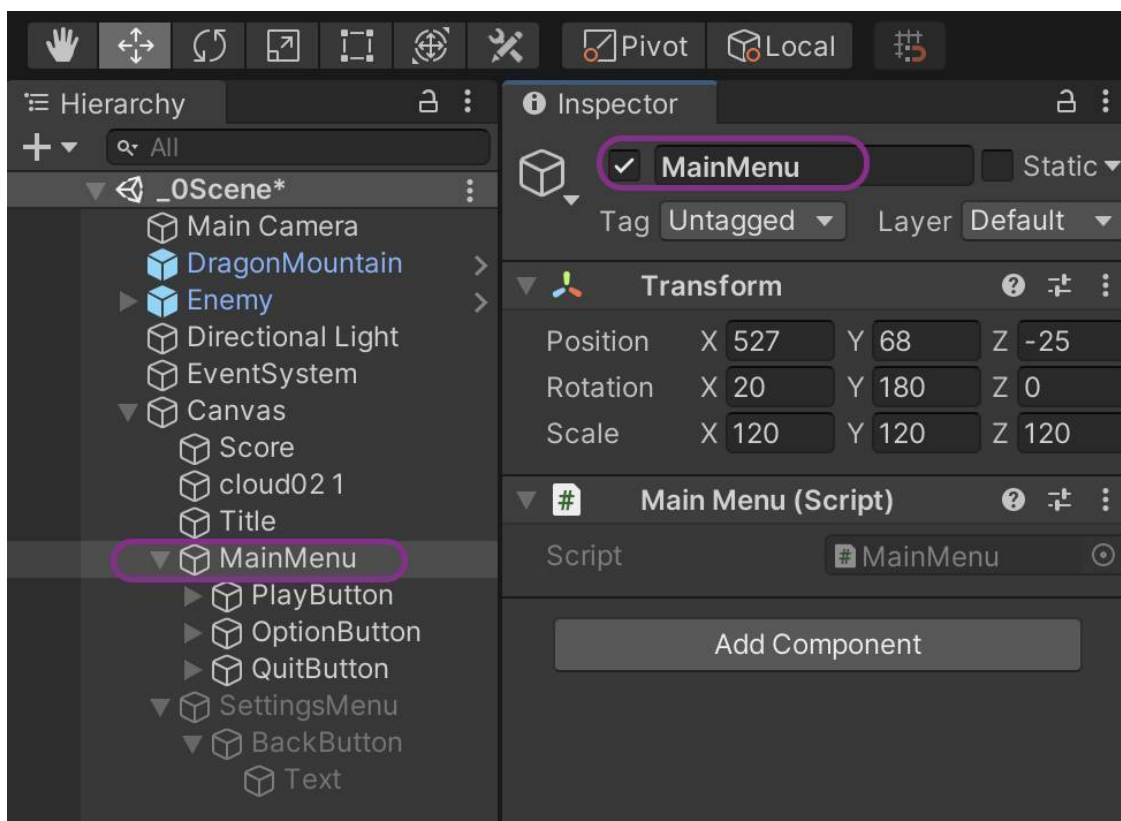 Pivot Local
Hierarchy
All
_0Scene*
Main Camera
DragonMountain
Enemy
Directional Light
EventSystem
Canvas
Score
cloud02 1
Title
MainMenu
PlayButton
OptionButton
QuitButton
SettingsMenu
BackButton
Text
Inspector
MainMenu Static
Tag Untagged Layer Default
Transform
Position X 527 Y 68 Z -25
Rotation X 20 Y 180 Z 0
Scale X 120 Y 120 Z 120
# Main Menu (Script)
Script # MainMenu
Add Component